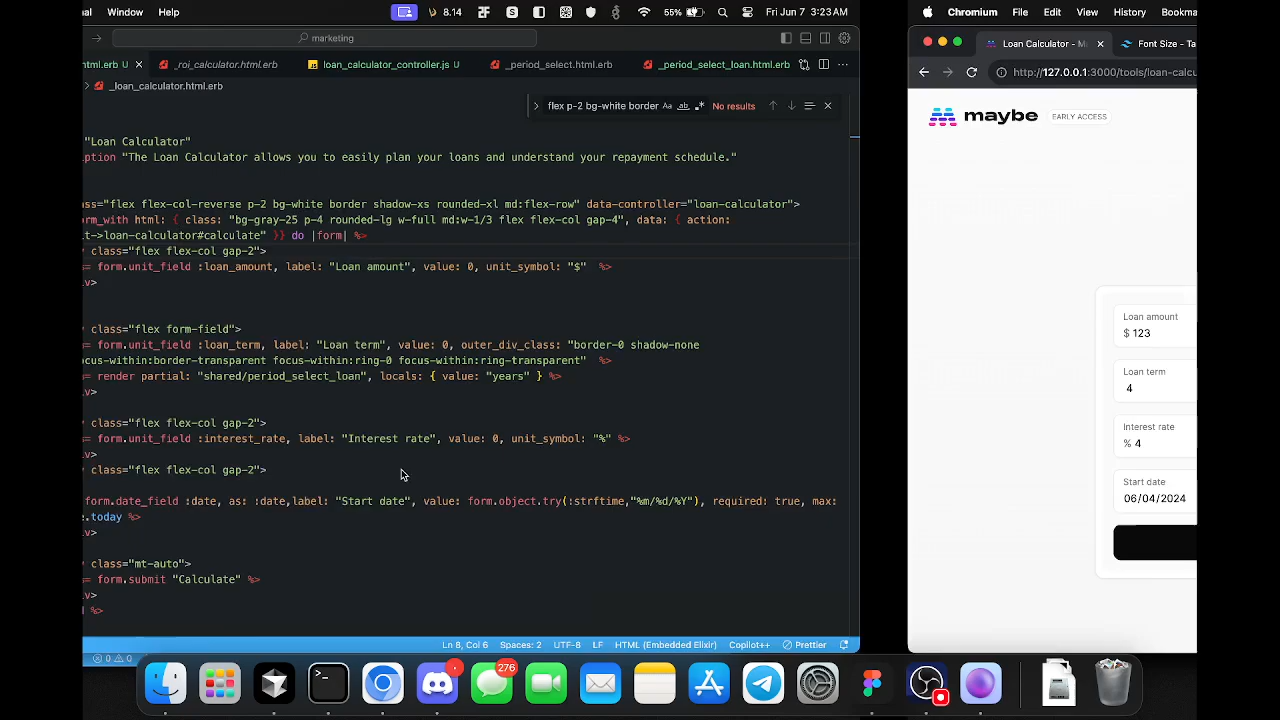 al Window Help 8.14 55% Fri Jun 7 3:23 AM
Chromium File Edit View History Bookma
marketing
html.erb U _roi_calculator.html.erb loan_calculator_controller.js U _period_select.html.erb _period_select_loan.html.erb U
Loan Calculator - M Font Size - Ta
http://127.0.0.1:3000/tools/loan-calcu
_loan_calculator.html.erb
flex p-2 bg-white border Aa ab .* No results
maybe EARLY ACCESS
"Loan Calculator"
ption "The Loan Calculator allows you to easily plan your loans and understand your repayment schedule."
ass="flex flex-col-reverse p-2 bg-white border shadow-xs rounded-xl md:flex-row" data-controller="loan-calculator">
rm_with html: { class: "bg-gray-25 p-4 rounded-lg w-full md:w-1/3 flex flex-col gap-4", data: { action:
it->loan-calculator#calculate" }} do |form| %>
class="flex flex-col gap-2">
= form.unit_field :loan_amount, label: "Loan amount", value: 0, unit_symbol: "$" %>
iv>
class="flex form-field">
= form.unit_field :loan_term, label: "Loan term", value: 0, outer_div_class: "border-0 shadow-none
ocus-within:border-transparent focus-within:ring-0 focus-within:ring-transparent" %>
= render partial: "shared/period_select_loan", locals: { value: "years" } %>
iv>
class="flex flex-col gap-2">
= form.unit_field :interest_rate, label: "Interest rate", value: 0, unit_symbol: "%" %>
iv>
class="flex flex-col gap-2">
form.date_field :date, as: :date,label: "Start date", value: form.object.try(:strftime,"%m/%d/%Y"), required: true, max:
e.today %>
iv>
class="mt-auto">
= form.submit "Calculate" %>
iv>
%>
Loan amount
$ 123
Loan term
4
Interest rate
% 4
Start date
06/04/2024
Ln 8, Col 6 Spaces: 2 UTF-8 LF HTML (Embedded Elixir) Copilot++ Prettier
0 0
276